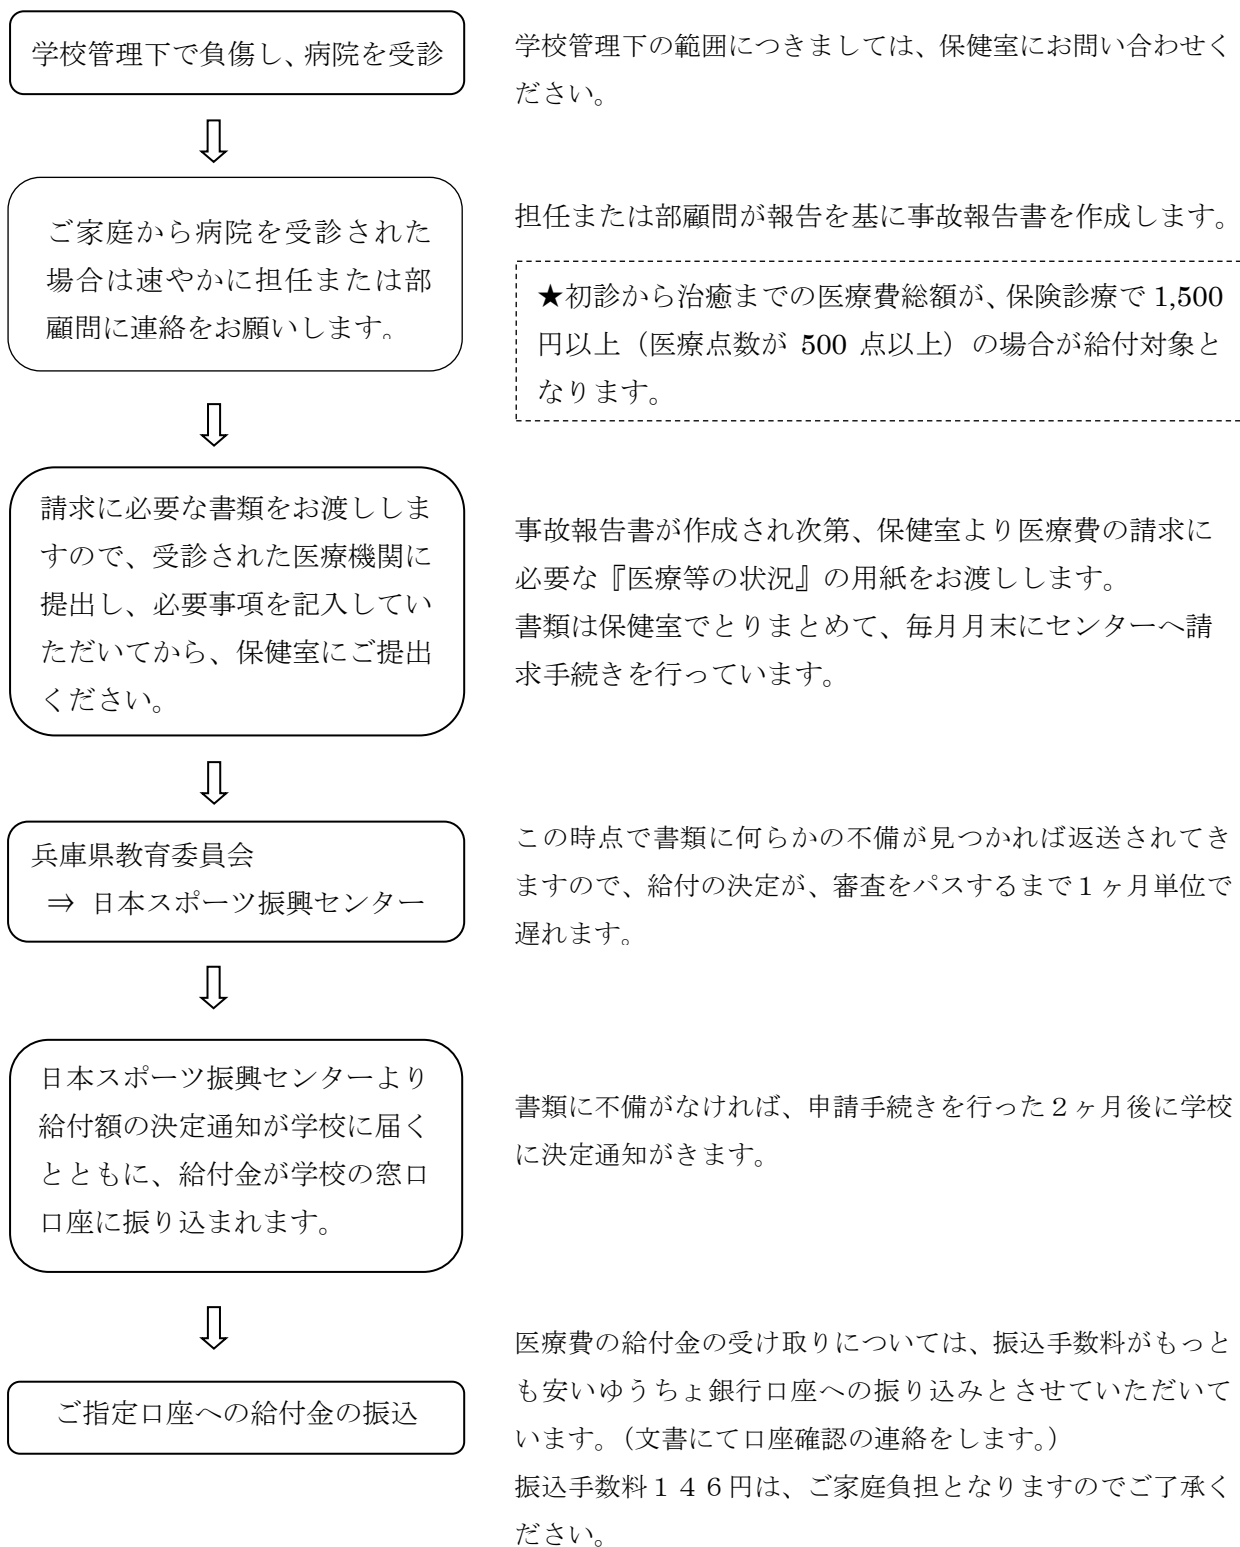 学校管理下で負傷し、病院を受診
学校管理下の範囲につきましては、保健室にお問い合わせく
ださい。
ご家庭から病院を受診された
場合は速やかに担任または部
顧問に連絡をお願いします。
担任または部顧問が報告を基に事故報告書を作成します。
★初診から治癒までの医療費総額が、保険診療で 1,500
円以上（医療点数が 500 点以上）の場合が給付対象と
なります。
請求に必要な書類をお渡ししま
すので、受診された医療機関に
提出し、必要事項を記入してい
ただいてから、保健室にご提出
ください。
事故報告書が作成され次第、保健室より医療費の請求に
必要な『医療等の状況』の用紙をお渡しします。
書類は保健室でとりまとめて、毎月月末にセンターへ請
求手続きを行っています。
兵庫県教育委員会
⇒ 日本スポーツ振興センター
この時点で書類に何らかの不備が見つかれば返送されてき
ますので、給付の決定が、審査をパスするまで１ヶ月単位で
遅れます。
日本スポーツ振興センターより
給付額の決定通知が学校に届く
とともに、給付金が学校の窓口
口座に振り込まれます。
書類に不備がなければ、申請手続きを行った２ヶ月後に学校
に決定通知がきます。
ご指定口座への給付金の振込
医療費の給付金の受け取りについては、振込手数料がもっと
も安いゆうちょ銀行口座への振り込みとさせていただいて
います。（文書にて口座確認の連絡をします。）
振込手数料１４６円は、ご家庭負担となりますのでご了承く
ださい。